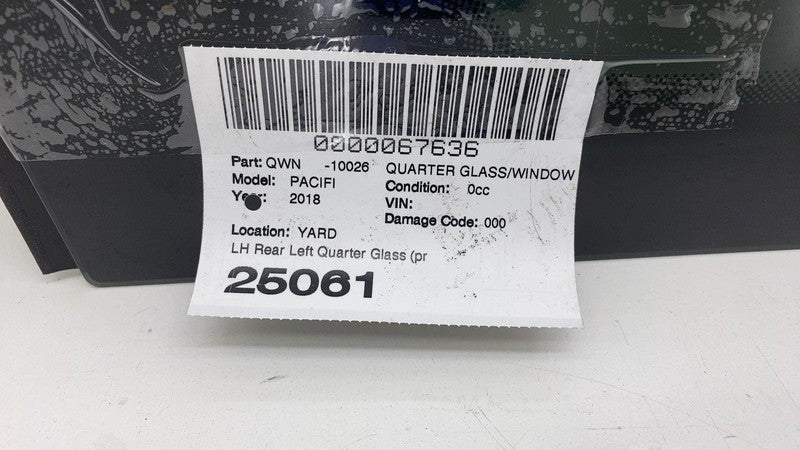 0000067636
Part: QWN -10026 QUARTER GLASS/WINDOW
Model: PACIFI Condition: 0cc
Year: 2018 VIN:
Damage Code: 000
Location: YARD
LH Rear Left Quarter Glass (pr
25061